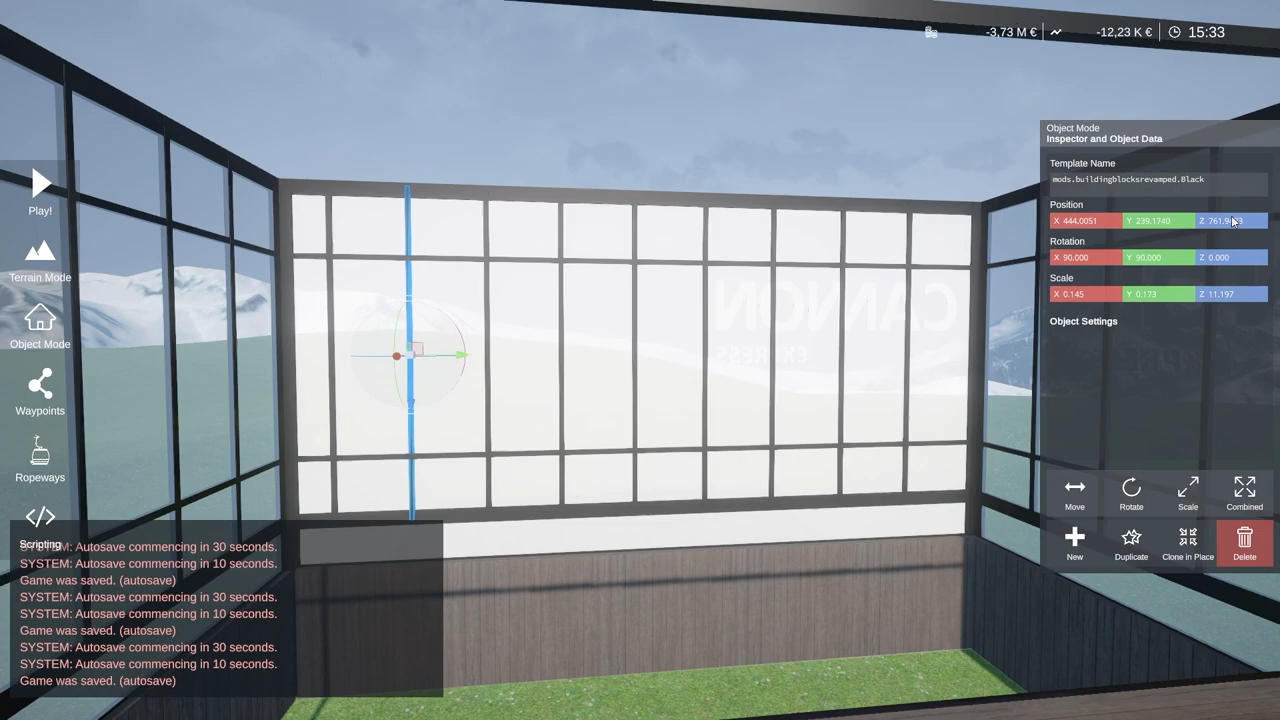 -3,73 M €
-12,23 K €
15:33
Object Mode
Inspector and Object Data
Template Name
mods.buildingblocksrevamped.Black
Position
X 444.0051 Y 239.1740 Z
Rotation
X 90.000 Y 90.000 Z 0.000
Scale
X 0.145 Y 0.173 Z 11.197
Object Settings
Play!
Terrain Mode
Object Mode
Waypoints
Ropeways
Scripting
CANYON
EXPRESS
Move Rotate Scale Combined
New Duplicate Clone in Place Delete
SYSTEM: Autosave commencing in 30 seconds.
SYSTEM: Autosave commencing in 10 seconds.
Game was saved. (autosave)
SYSTEM: Autosave commencing in 30 seconds.
SYSTEM: Autosave commencing in 10 seconds.
Game was saved. (autosave)
SYSTEM: Autosave commencing in 30 seconds.
SYSTEM: Autosave commencing in 10 seconds.
Game was saved. (autosave)